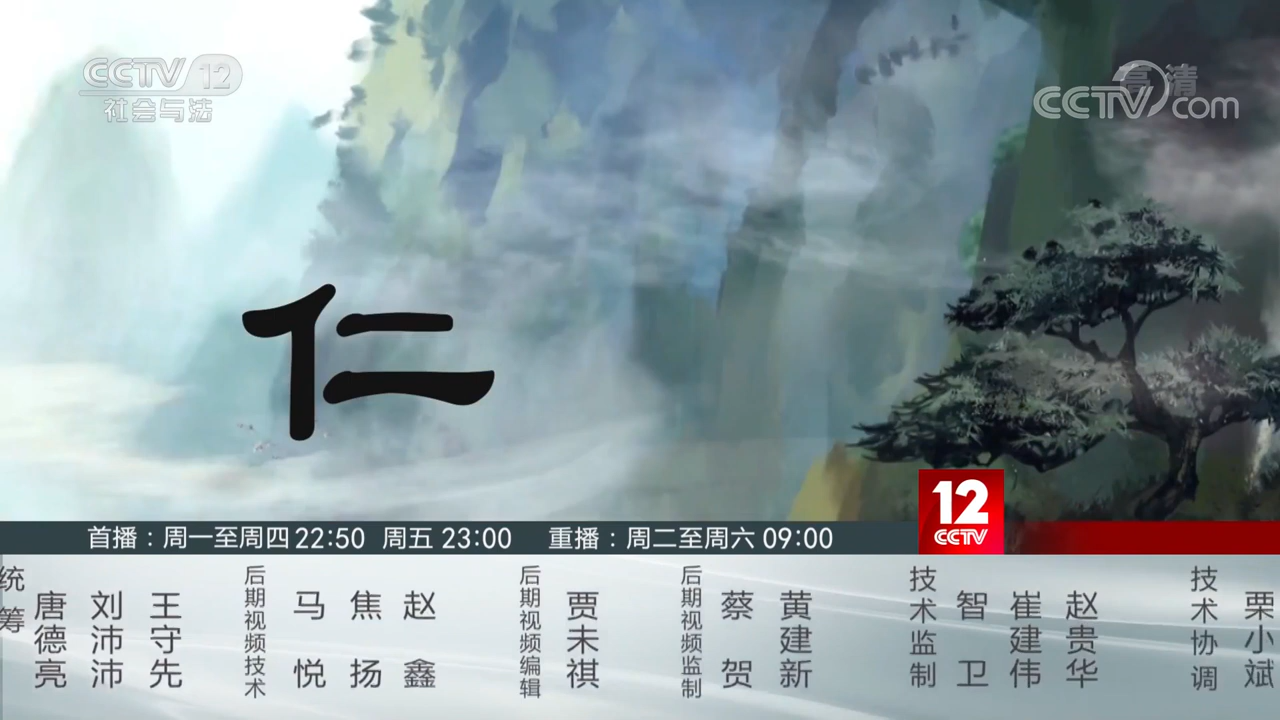 CCTV 12
社会与法
高清
CCTV com
仁
首播：周一至周四 22:50 周五 23:00 重播：周二至周六 09:00
12
CCTV
统筹
唐德亮
刘沛沛
王守先
后期视频技术
马悦
焦扬
赵鑫
后期视频编辑
贾未祺
后期视频监制
蔡贺
黄建新
技术监制
智卫
崔建伟
赵贵华
技术协调
栗小斌